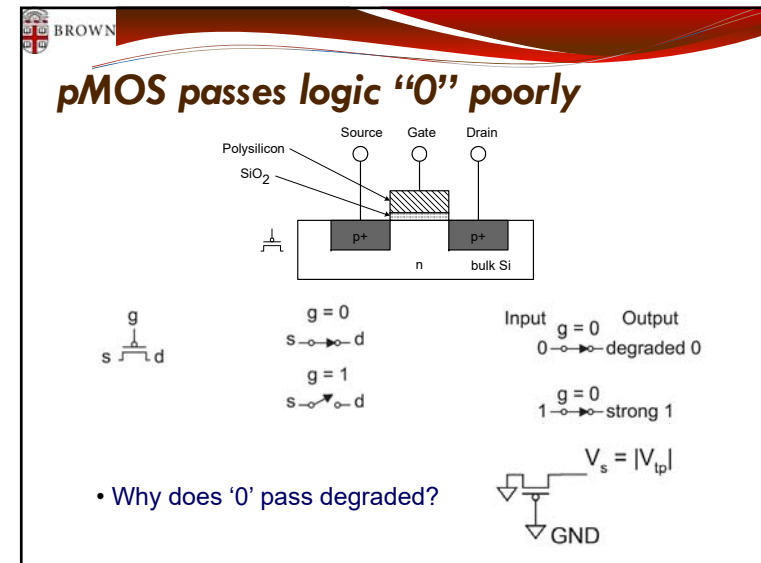 BROWN
pMOS passes logic “0” poorly
Source Gate Drain
Polysilicon
SiO2
p+ p+
n bulk Si
g
s d
g = 0
s d
g = 1
s d
Input g = 0 Output
0 degraded 0
g = 0
1 strong 1
Vs = |Vtp|
GND
• Why does ‘0’ pass degraded?